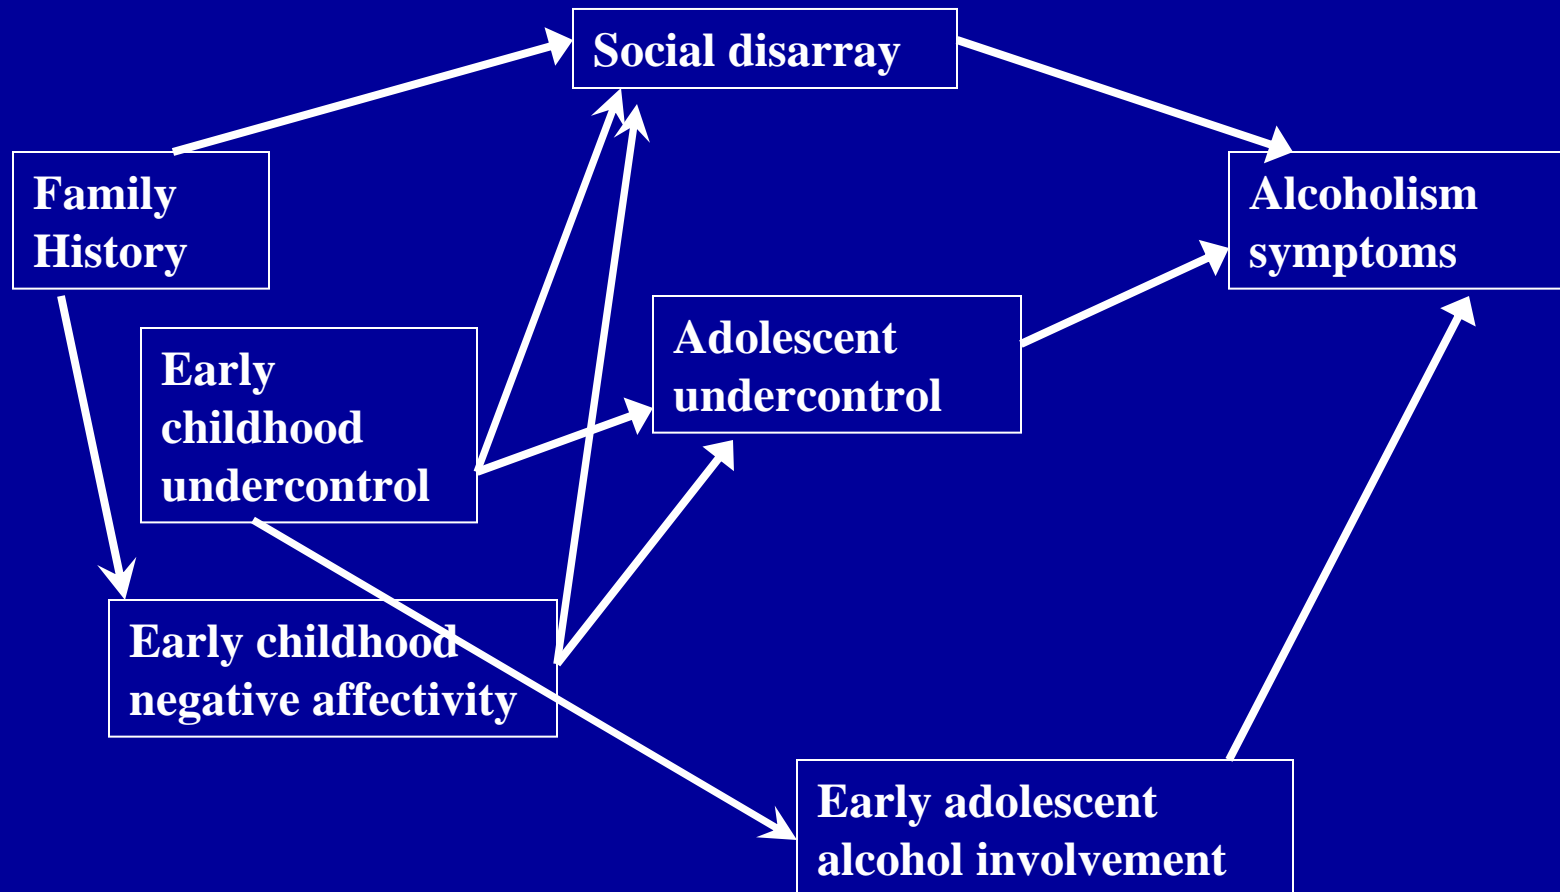 Social disarray
Family
History
Alcoholism
symptoms
Early
childhood
undercontrol
Adolescent
undercontrol
Early childhood
negative affectivity
Early adolescent
alcohol involvement